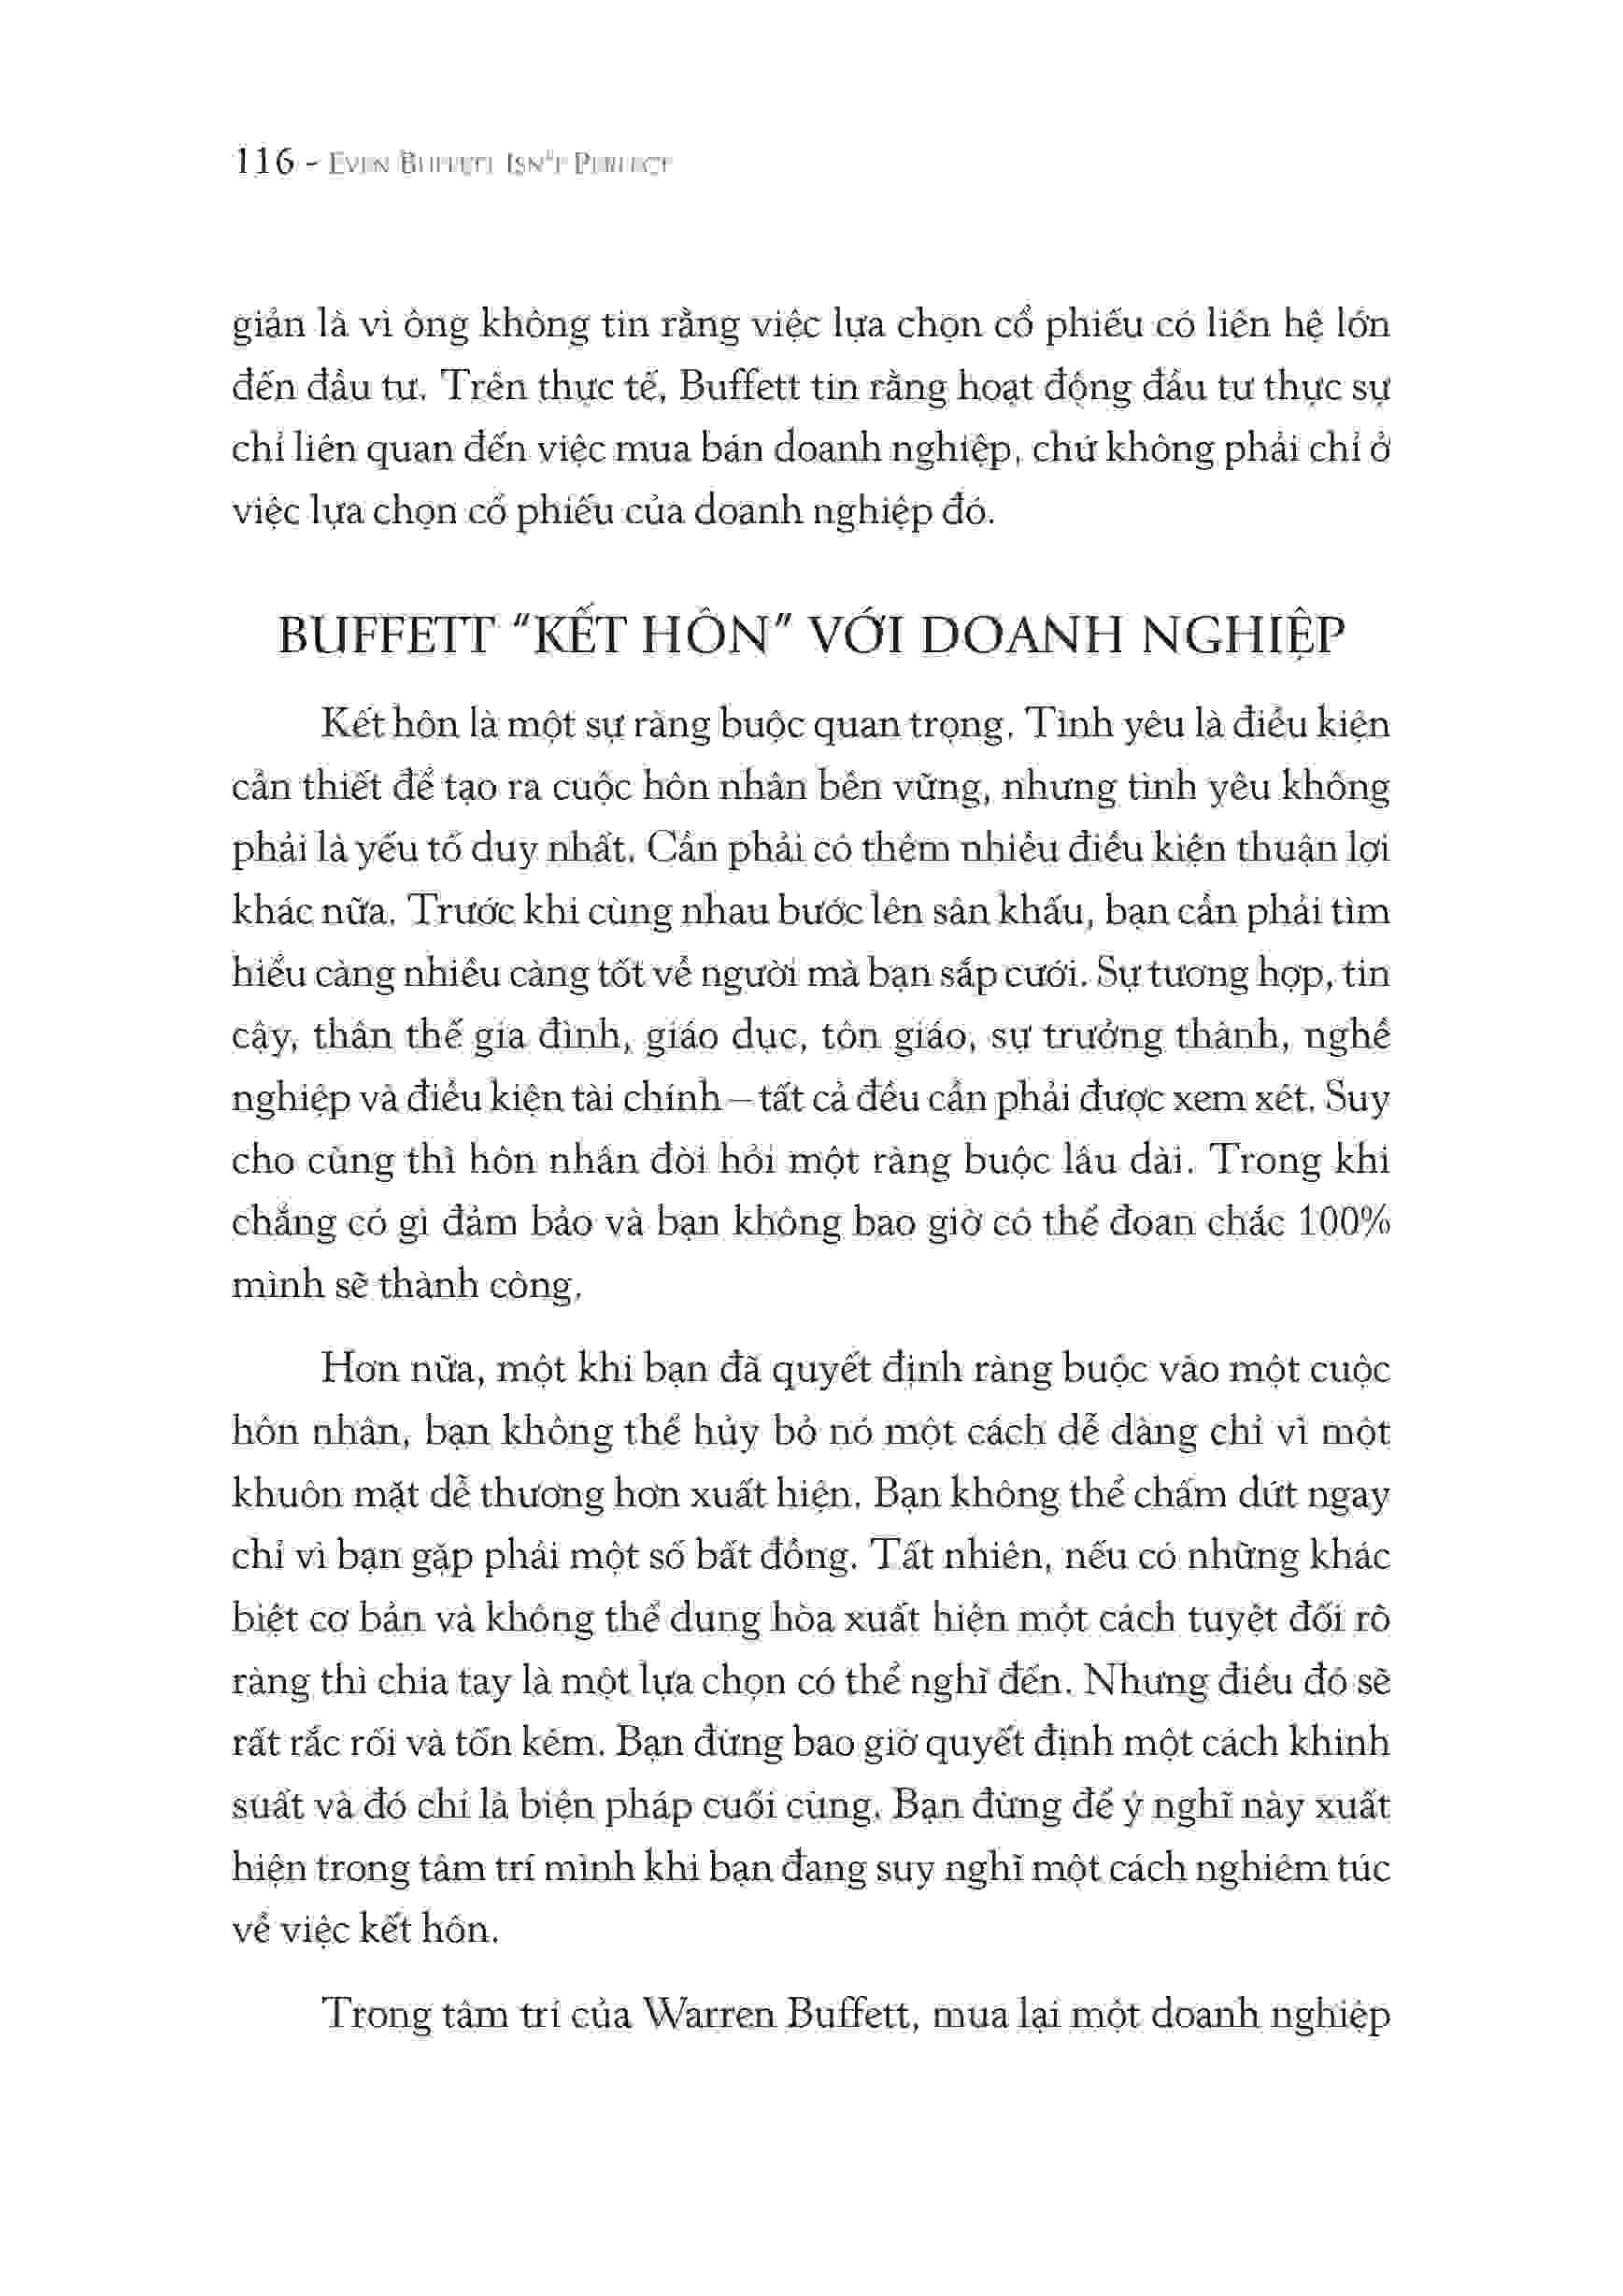 116 - EVEN BUFFETT ISN'T PERFECT
giản là vì ông không tin rằng việc lựa chọn cổ phiếu có liên hệ lớn
đến đầu tư. Trên thực tế, Buffett tin rằng hoạt động đầu tư thực sự
chỉ liên quan đến việc mua bán doanh nghiệp, chứ không phải chỉ ở
việc lựa chọn cổ phiếu của doanh nghiệp đó.
BUFFETT "KẾT HÔN" VỚI DOANH NGHIỆP
Kết hôn là một sự ràng buộc quan trọng. Tình yêu là điều kiện
cần thiết để tạo ra cuộc hôn nhân bền vững, nhưng tình yêu không
phải là yếu tố duy nhất. Cần phải có thêm nhiều điều kiện thuận lợi
khác nữa. Trước khi cùng nhau bước lên sân khấu, bạn cần phải tìm
hiểu càng nhiều càng tốt về người mà bạn sắp cưới. Sự tương hợp, tin
cậy, thân thế gia đình, giáo dục, tôn giáo, sự trưởng thành, nghề
nghiệp và điều kiện tài chính – tất cả đều cần phải được xem xét. Suy
cho cùng thì hôn nhân đòi hỏi một ràng buộc lâu dài. Trong khi
chẳng có gì đảm bảo và bạn không bao giờ có thể đoan chắc 100%
mình sẽ thành công.
Hơn nữa, một khi bạn đã quyết định ràng buộc vào một cuộc
hôn nhân, bạn không thể hủy bỏ nó một cách dễ dàng chỉ vì một
khuôn mặt dễ thương hơn xuất hiện. Bạn không thể chấm dứt ngay
chỉ vì bạn gặp phải một số bất đồng. Tất nhiên, nếu có những khác
biệt cơ bản và không thể dung hòa xuất hiện một cách tuyệt đối rõ
ràng thì chia tay là một lựa chọn có thể nghĩ đến. Nhưng điều đó sẽ
rất rắc rối và tốn kém. Bạn đừng bao giờ quyết định một cách khinh
suất và đó chỉ là biện pháp cuối cùng. Bạn đừng để ý nghĩ này xuất
hiện trong tâm trí mình khi bạn đang suy nghĩ một cách nghiêm túc
về việc kết hôn.
Trong tâm trí của Warren Buffett, mua lại một doanh nghiệp